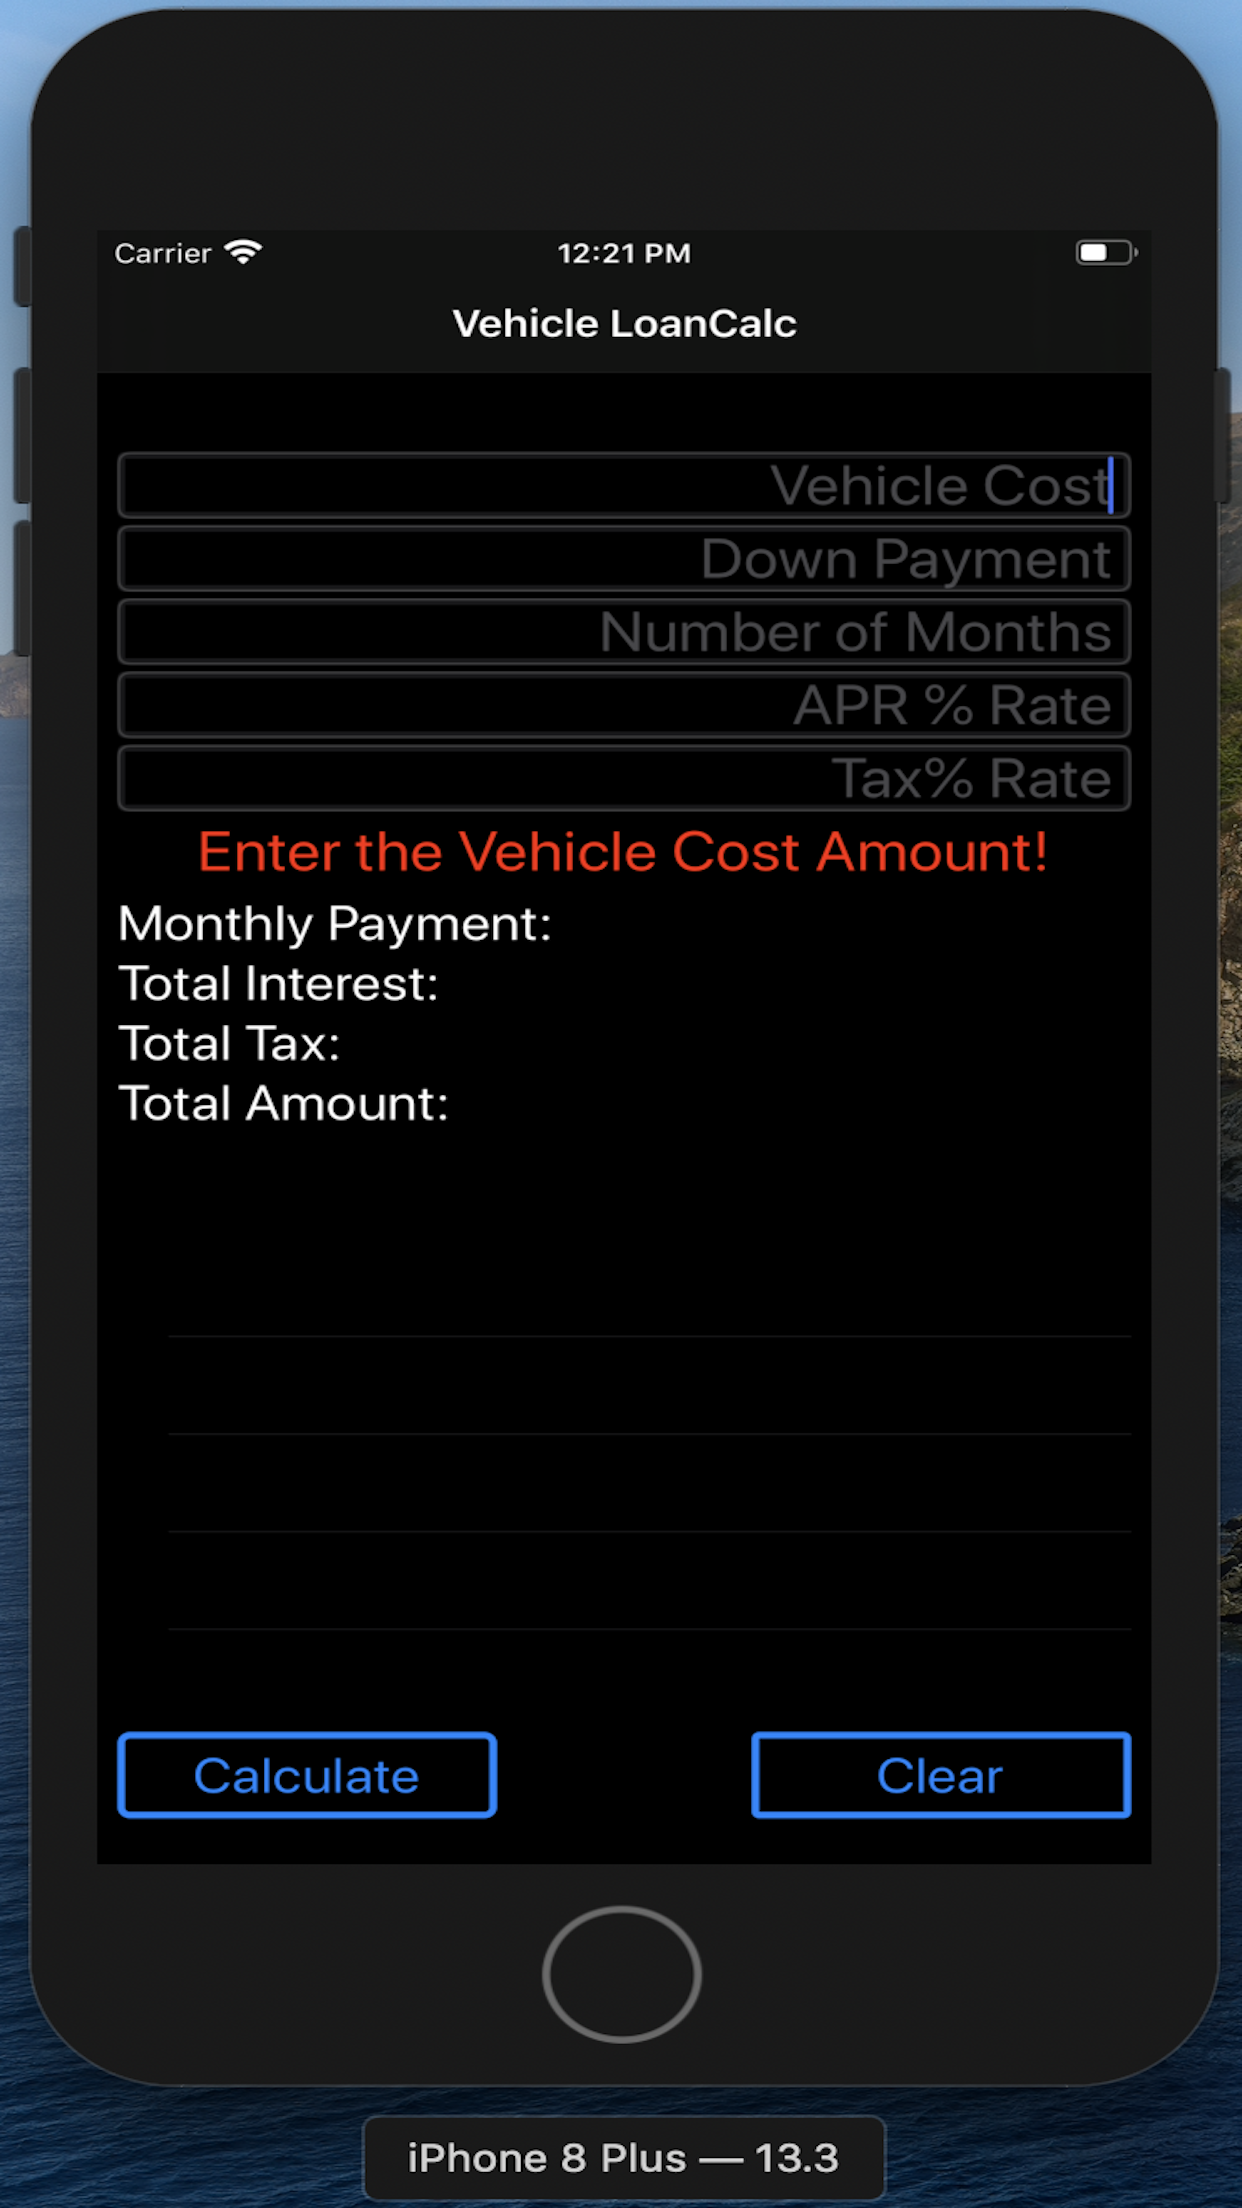 Carrier 12:21 PM
Vehicle LoanCalc
Vehicle Cost
Down Payment
Number of Months
APR % Rate
Tax% Rate
Enter the Vehicle Cost Amount!
Monthly Payment:
Total Interest:
Total Tax:
Total Amount:
Calculate Clear
iPhone 8 Plus — 13.3